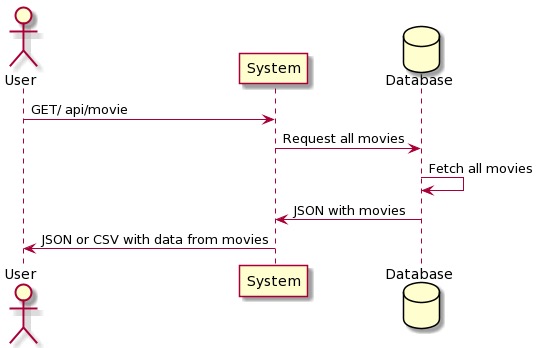 User
System
Database
GET/ api/movie
Request all movies
Fetch all movies
JSON with movies
JSON or CSV with data from movies
User
System
Database